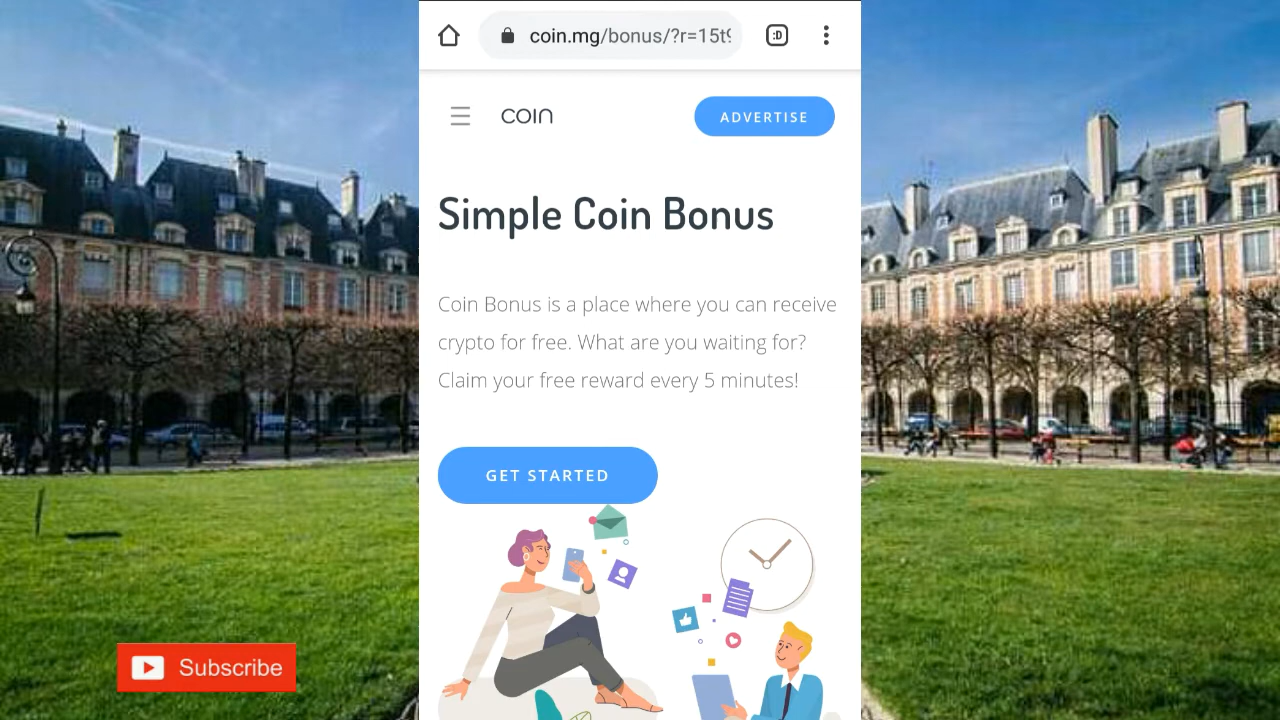 coin.mg/bonus/?r=15t
:D
COIN
ADVERTISE
Simple Coin Bonus
Coin Bonus is a place where you can receive
crypto for free. What are you waiting for?
Claim your free reward every 5 minutes!
GET STARTED
Subscribe